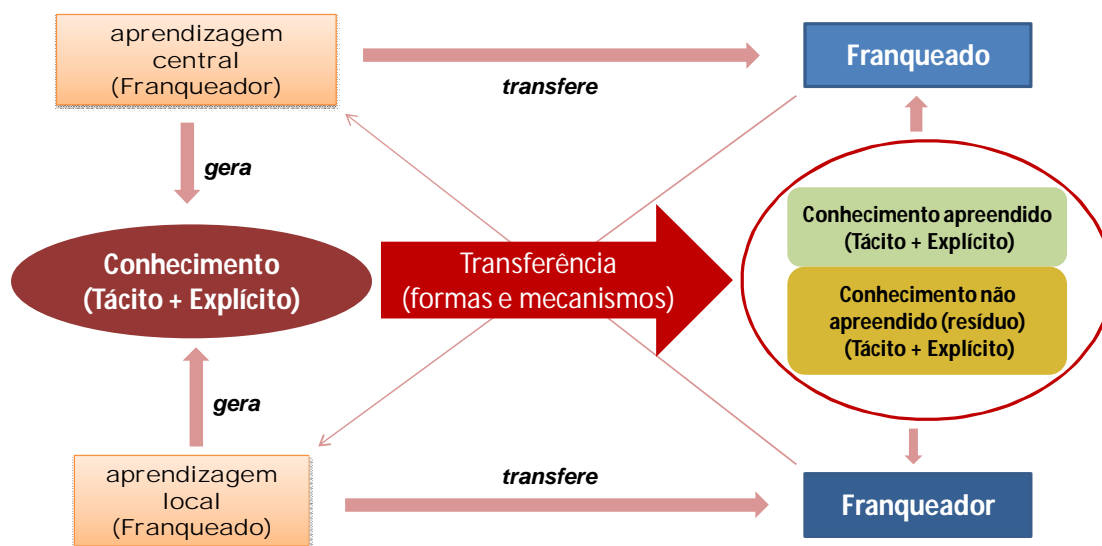 aprendizagem
central
(Franqueador)
transfere
Franqueado
gera
Conhecimento
(Tácito + Explícito)
Transferência
(formas e mecanismos)
Conhecimento apreendido
(Tácito + Explícito)
Conhecimento não
apreendido (resíduo)
(Tácito + Explícito)
gera
aprendizagem
local
(Franqueado)
transfere
Franqueador